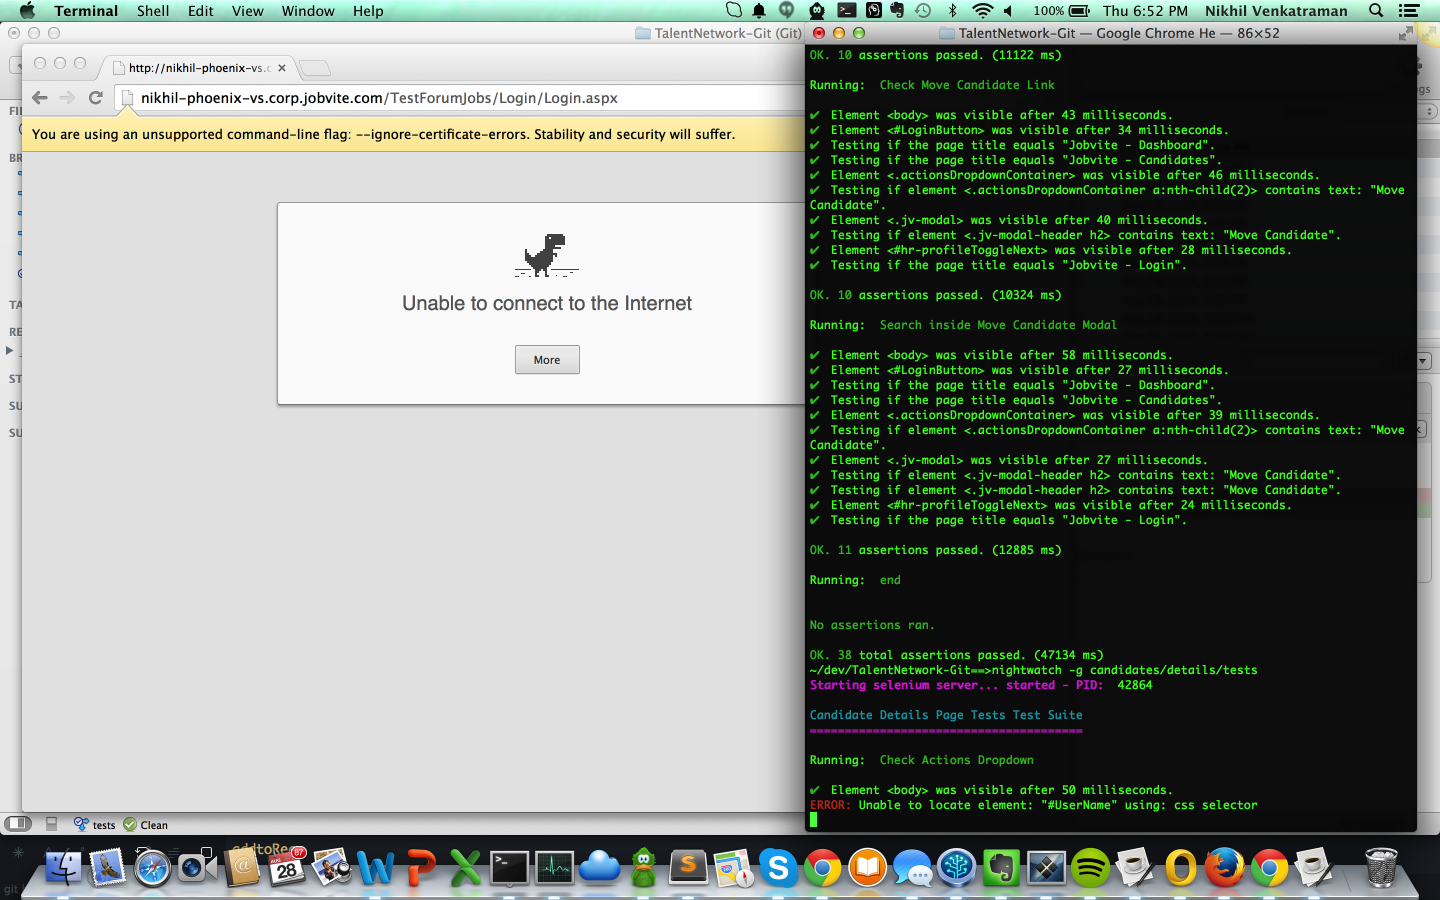 Terminal Shell Edit View Window Help
100% Thu 6:52 PM Nikhil Venkatraman
TalentNetwork-Git (Git)
http://nikhil-phoenix-vs.c
nikhil-phoenix-vs.corp.jobvite.com/TestForumJobs/Login/Login.aspx
You are using an unsupported command-line flag: --ignore-certificate-errors. Stability and security will suffer.
Unable to connect to the Internet
More
FI
BR
TA
RE
ST
SU
SU
tests Clean
TalentNetwork-Git — Google Chrome He — 86×52
OK. 10 assertions passed. (11122 ms)
Running: Check Move Candidate Link
✔ Element <body> was visible after 43 milliseconds.
✔ Element <#LoginButton> was visible after 34 milliseconds.
✔ Testing if the page title equals "Jobvite - Dashboard".
✔ Testing if the page title equals "Jobvite - Candidates".
✔ Element <.actionsDropdownContainer> was visible after 46 milliseconds.
✔ Testing if element <.actionsDropdownContainer a:nth-child(2)> contains text: "Move
Candidate".
✔ Element <.jv-modal> was visible after 40 milliseconds.
✔ Testing if element <.jv-modal-header h2> contains text: "Move Candidate".
✔ Element <#hr-profileToggleNext> was visible after 28 milliseconds.
✔ Testing if the page title equals "Jobvite - Login".
OK. 10 assertions passed. (10324 ms)
Running: Search inside Move Candidate Modal
✔ Element <body> was visible after 58 milliseconds.
✔ Element <#LoginButton> was visible after 27 milliseconds.
✔ Testing if the page title equals "Jobvite - Dashboard".
✔ Testing if the page title equals "Jobvite - Candidates".
✔ Element <.actionsDropdownContainer> was visible after 39 milliseconds.
✔ Testing if element <.actionsDropdownContainer a:nth-child(2)> contains text: "Move
Candidate".
✔ Element <.jv-modal> was visible after 27 milliseconds.
✔ Testing if element <.jv-modal-header h2> contains text: "Move Candidate".
✔ Testing if element <.jv-modal-header h2> contains text: "Move Candidate".
✔ Element <#hr-profileToggleNext> was visible after 24 milliseconds.
✔ Testing if the page title equals "Jobvite - Login".
OK. 11 assertions passed. (12885 ms)
Running: end
No assertions ran.
OK. 38 total assertions passed. (47134 ms)
~/dev/TalentNetwork-Git==>nightwatch -g candidates/details/tests
Starting selenium server... started - PID: 42864
Candidate Details Page Tests Test Suite
=======================================
Running: Check Actions Dropdown
✔ Element <body> was visible after 50 milliseconds.
ERROR: Unable to locate element: "#UserName" using: css selector
gs
git
AUG
28
87